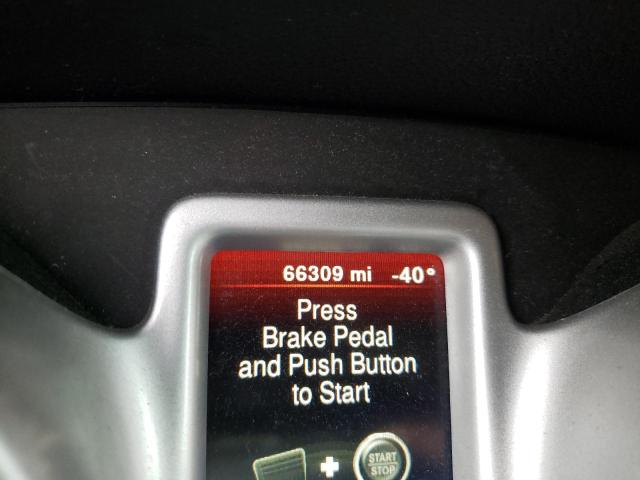 66309 mi -40°
Press
Brake Pedal
and Push Button
to Start
+ START
STOP